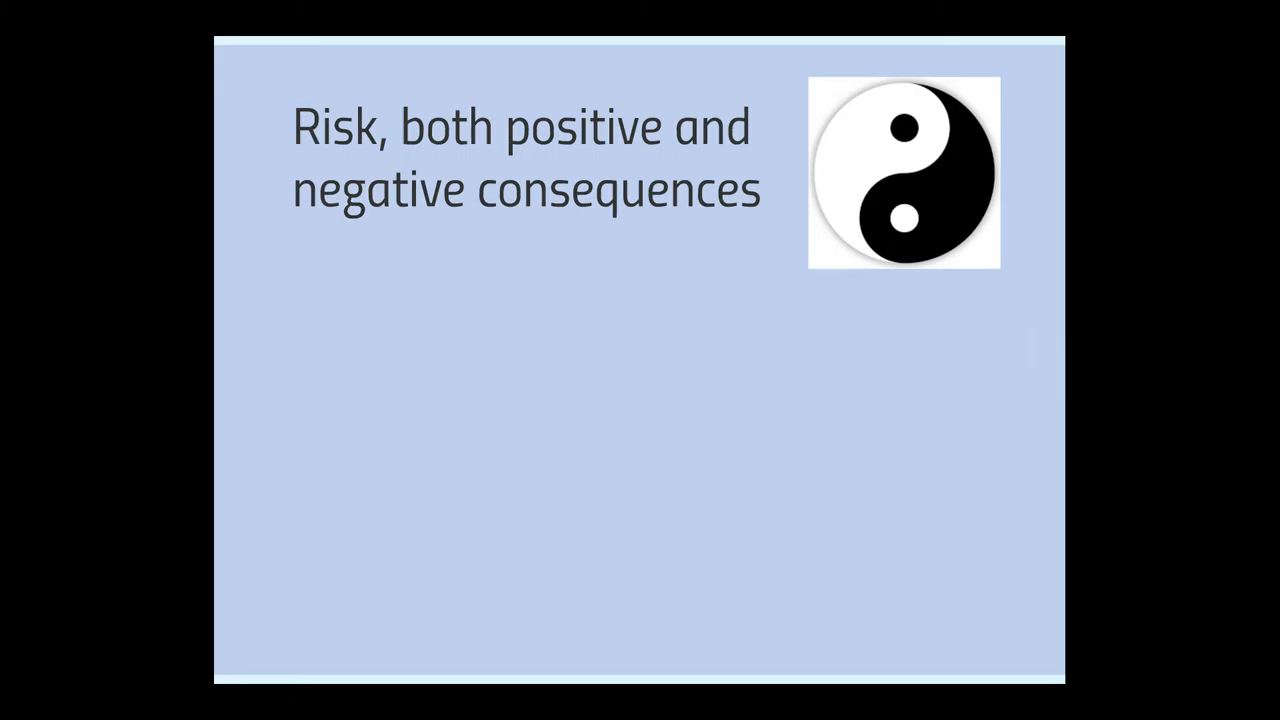 Risk, both positive and
negative consequences